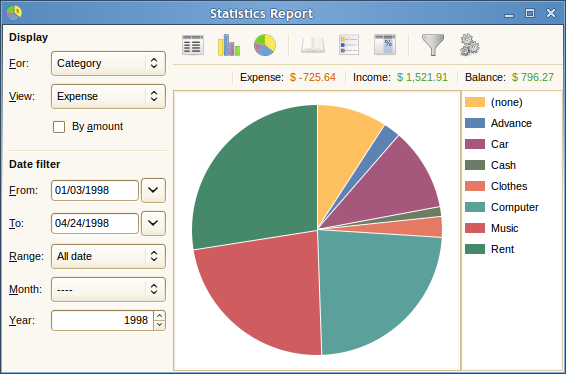 Statistics Report
Display
For: Category
View: Expense
By amount
Date filter
From: 01/03/1998
To: 04/24/1998
Range: All date
Month: ----
Year: 1998
%
Expense: $ -725.64 Income: $ 1,521.91 Balance: $ 796.27
(none)
Advance
Car
Cash
Clothes
Computer
Music
Rent